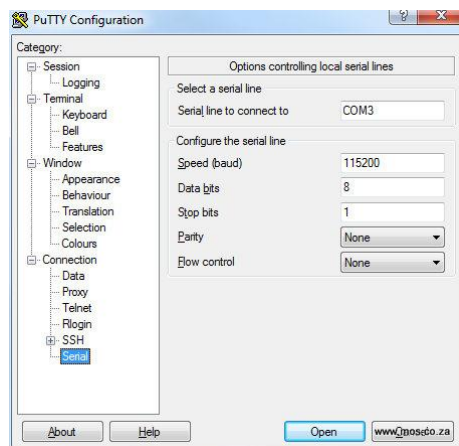 PuTTY Configuration
Category:
Session
Logging
Terminal
Keyboard
Bell
Features
Window
Appearance
Behaviour
Translation
Selection
Colours
Connection
Data
Proxy
Telnet
Rlogin
SSH
Serial
Options controlling local serial lines
Select a serial line
Serial line to connect to COM3
Configure the serial line
Speed (baud) 115200
Data bits 8
Stop bits 1
Parity None
Flow control None
About Help Open